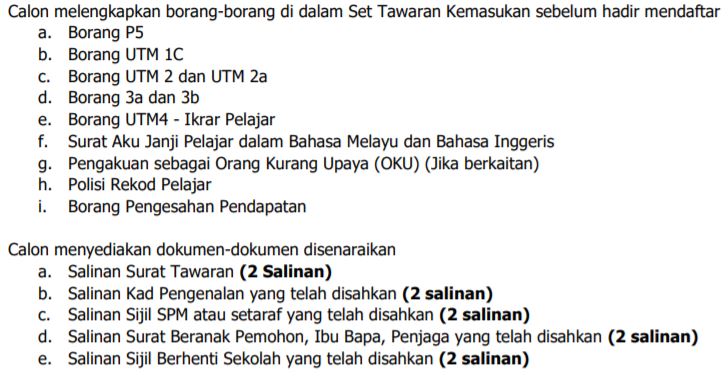 Calon melengkapkan borang-borang di dalam Set Tawaran Kemasukan sebelum hadir mendaftar
a. Borang P5
b. Borang UTM 1C
c. Borang UTM 2 dan UTM 2a
d. Borang 3a dan 3b
e. Borang UTM4 - Ikrar Pelajar
f. Surat Aku Janji Pelajar dalam Bahasa Melayu dan Bahasa Inggeris
g. Pengakuan sebagai Orang Kurang Upaya (OKU) (Jika berkaitan)
h. Polisi Rekod Pelajar
i. Borang Pengesahan Pendapatan
Calon menyediakan dokumen-dokumen disenaraikan
a. Salinan Surat Tawaran (2 Salinan)
b. Salinan Kad Pengenalan yang telah disahkan (2 salinan)
c. Salinan Sijil SPM atau setaraf yang telah disahkan (2 salinan)
d. Salinan Surat Beranak Pemohon, Ibu Bapa, Penjaga yang telah disahkan (2 salinan)
e. Salinan Sijil Berhenti Sekolah yang telah disahkan (2 salinan)